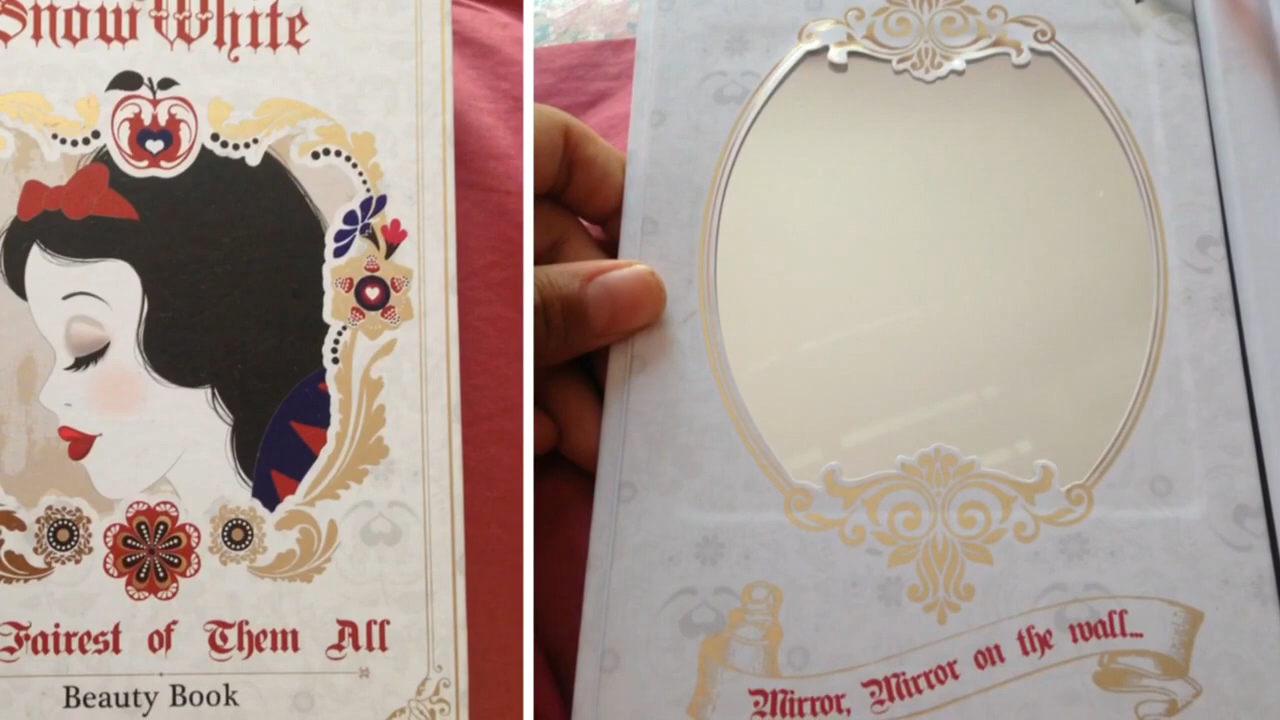 Snow White
Fairest of Them All
Beauty Book
Mirror, Mirror on the wall...